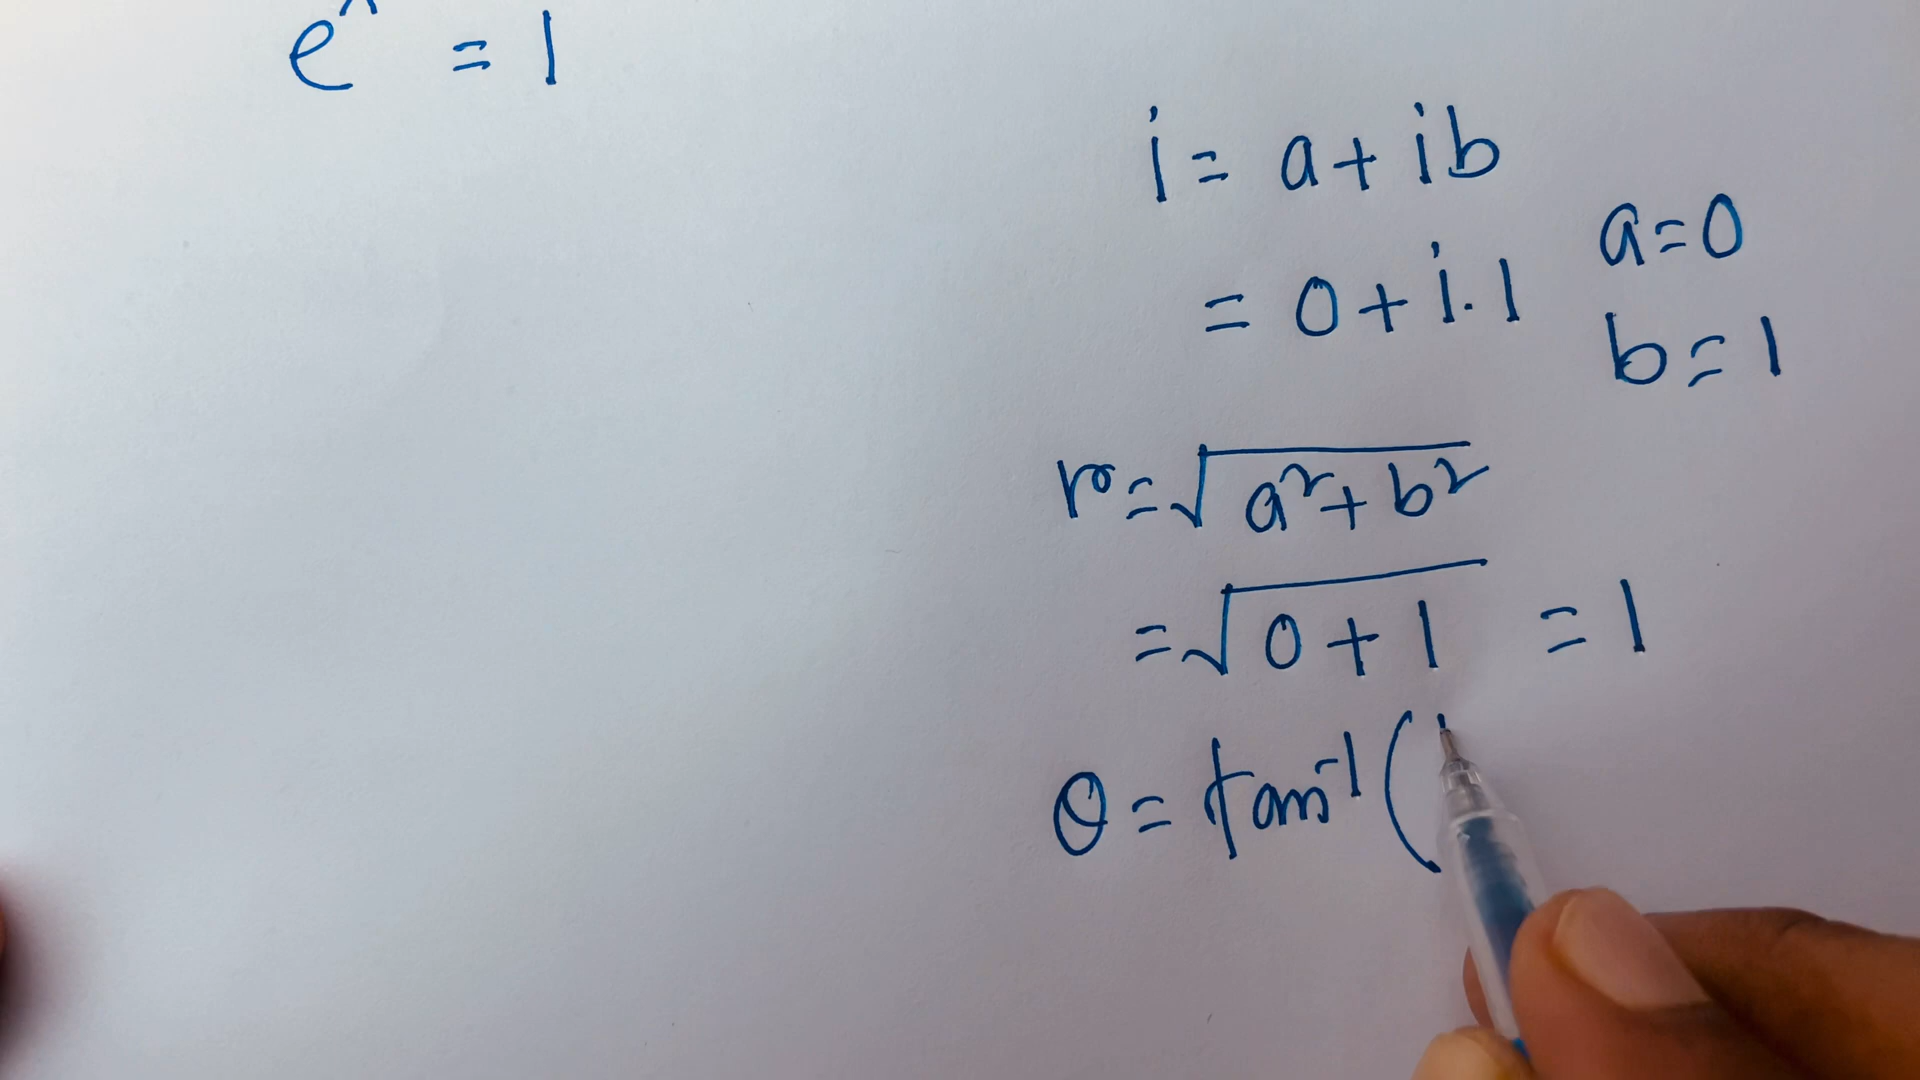 e^x = 1
i = a + ib
a = 0
= 0 + i.1
b = 1
r = √a² + b²
= √0 + 1 = 1
θ = tan⁻¹ (